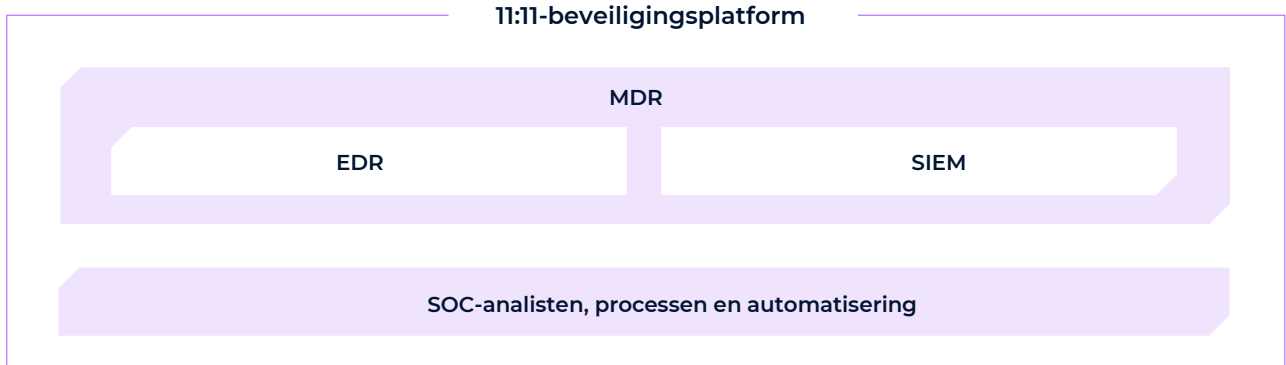 11:11-beveiligingsplatform
MDR
EDR
SIEM
SOC-analisten, processen en automatisering